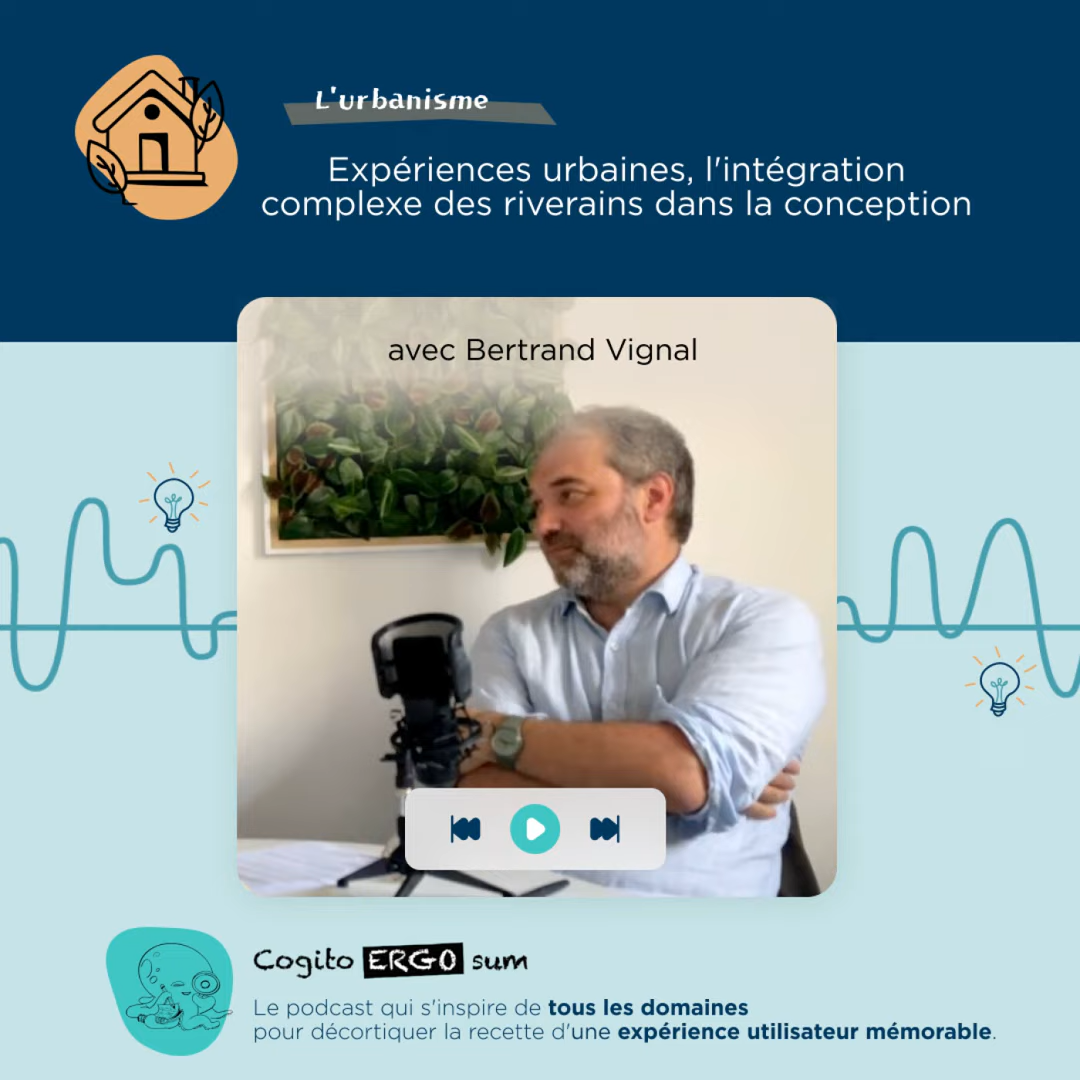 L'urbanisme
Expériences urbaines, l'intégration
complexe des riverains dans la conception
avec Bertrand Vignal
Cogito ERGO sum
Le podcast qui s'inspire de tous les domaines
pour décortiquer la recette d'une expérience utilisateur mémorable.